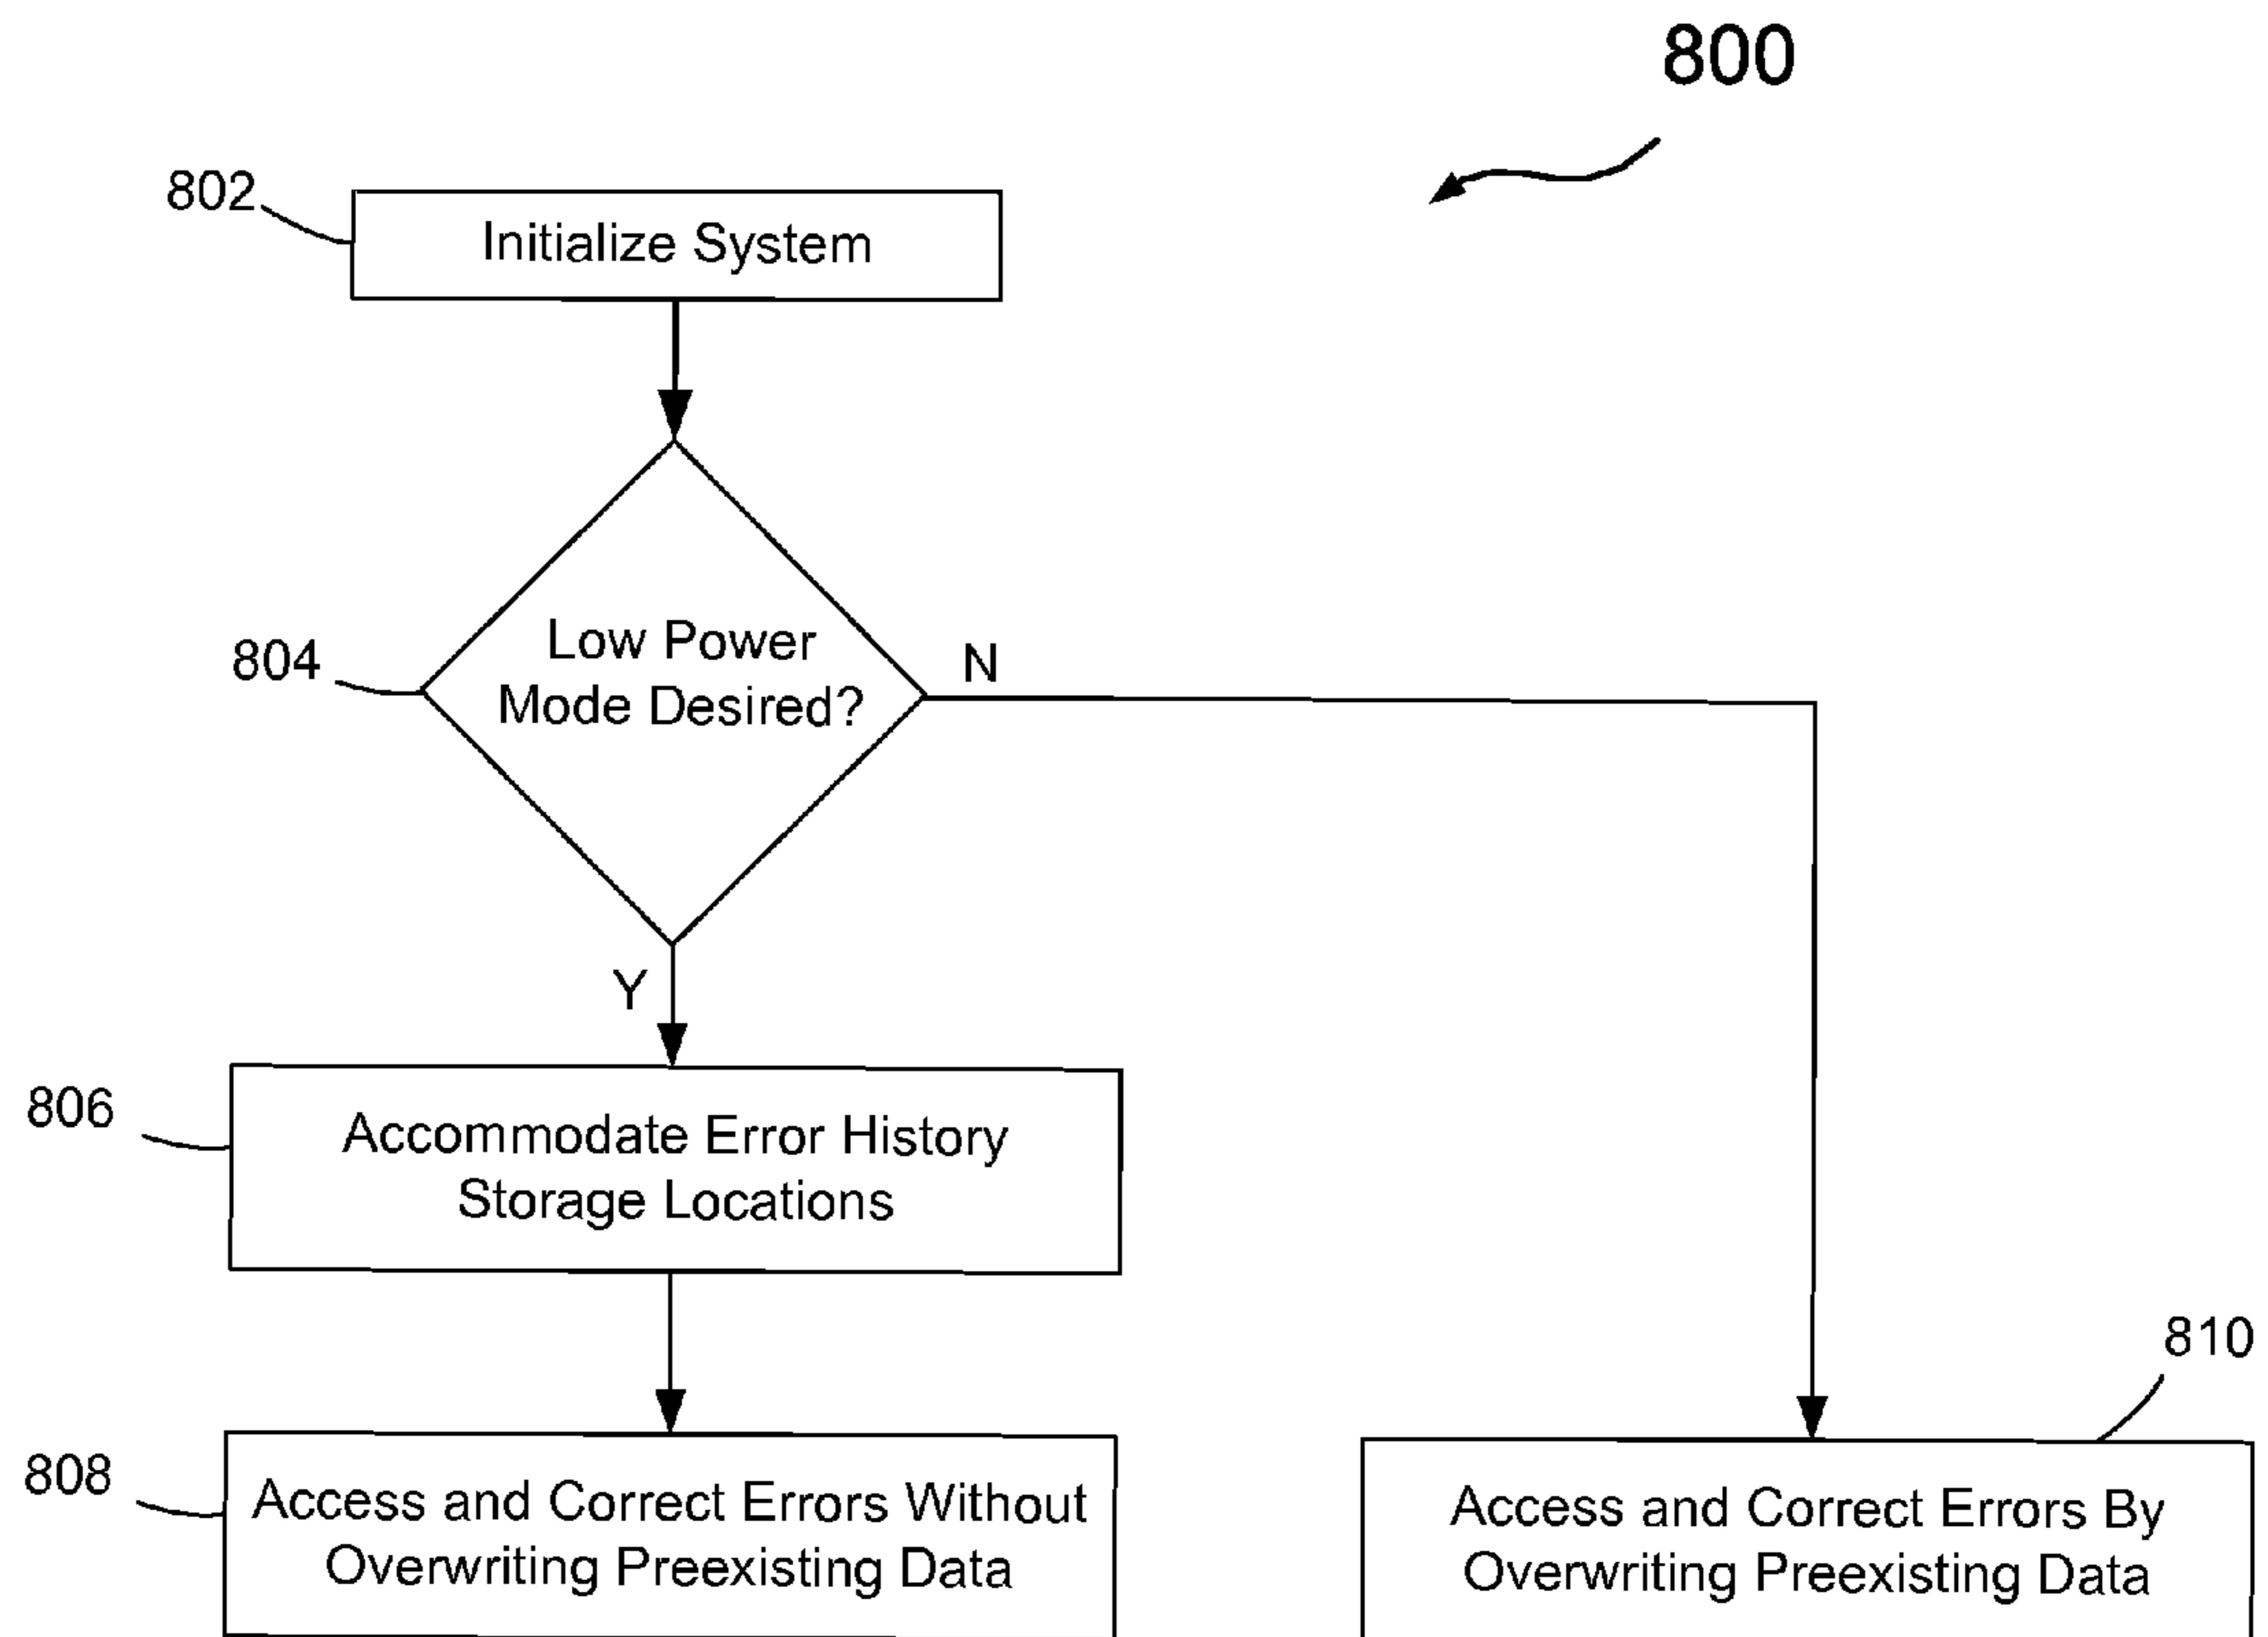 800
802
Initialize System
804
Low Power
Mode Desired?
N
Y
806
Accommodate Error History
Storage Locations
810
808
Access and Correct Errors Without
Overwriting Preexisting Data
Access and Correct Errors By
Overwriting Preexisting Data